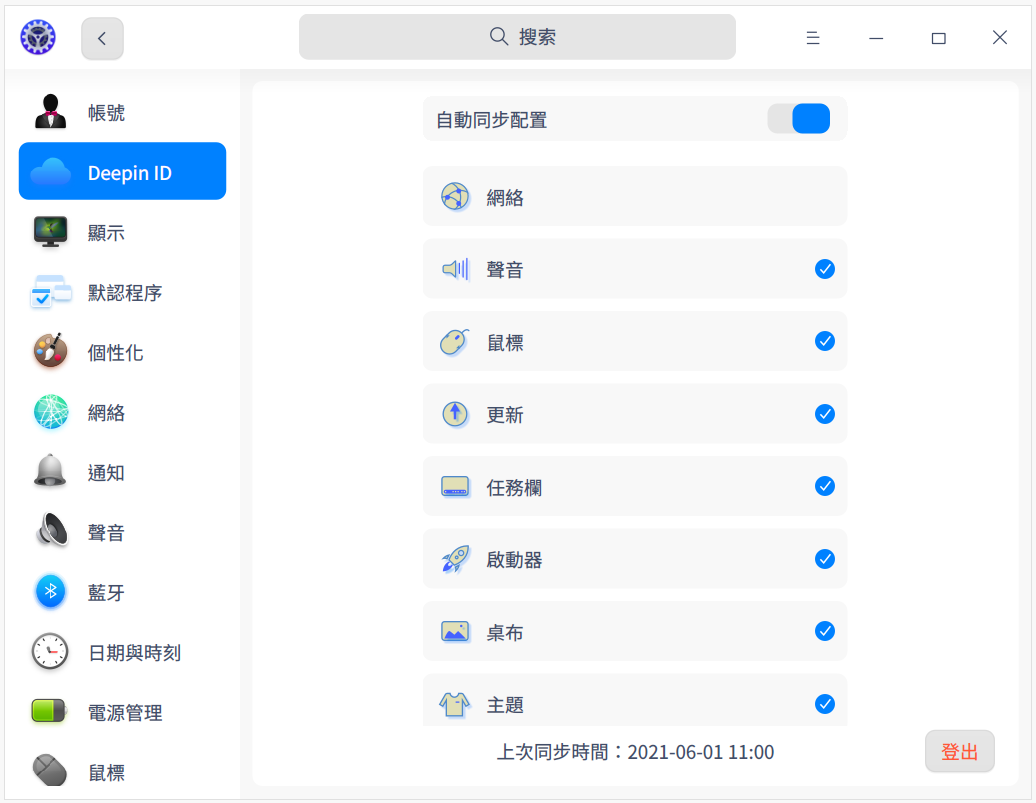 搜索
帳號
Deepin ID
顯示
默認程序
個性化
網絡
通知
聲音
藍牙
日期與時刻
電源管理
鼠標
自動同步配置
網絡
聲音
鼠標
更新
任務欄
啟動器
桌布
主題
上次同步時間：2021-06-01 11:00
登出